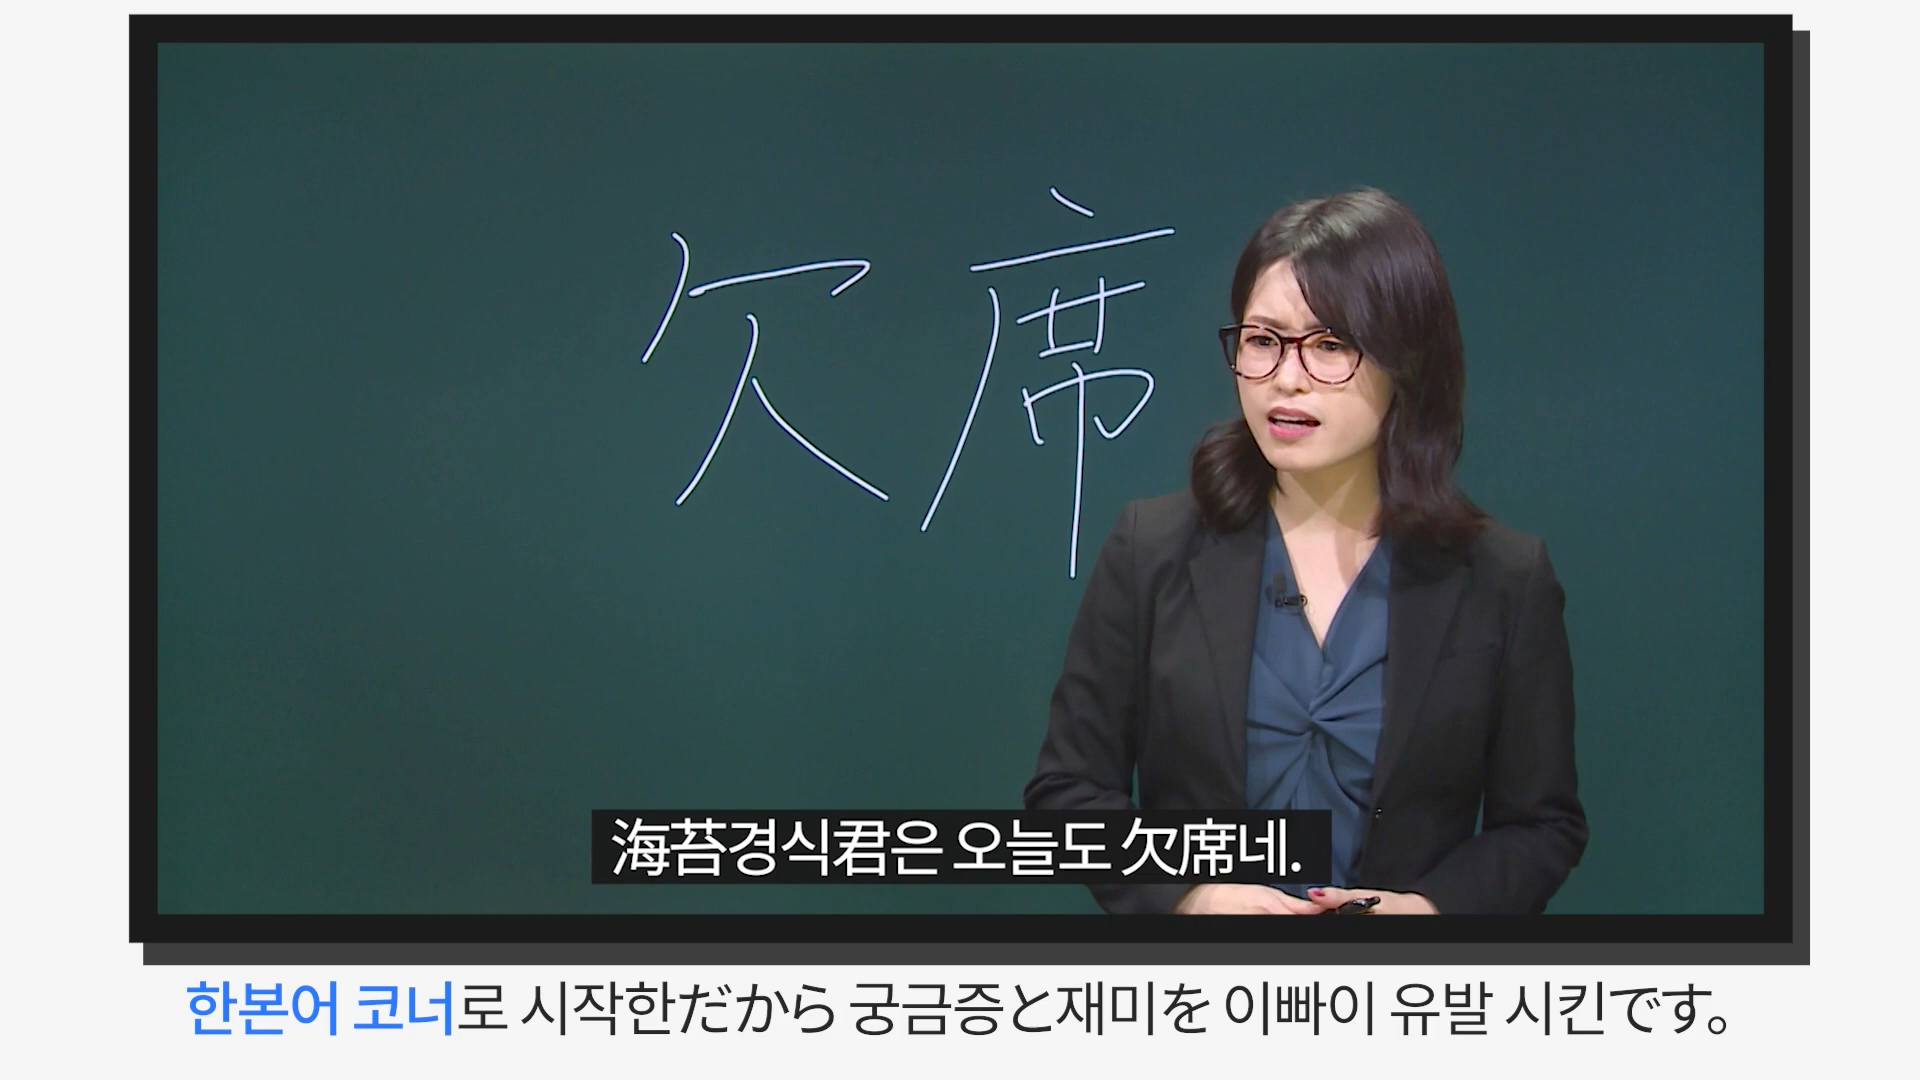 欠席
海苔경식君은 오늘도 欠席네.
한본어 코너로 시작한だから 궁금증と재미を 이빠이 유발 시킨です。